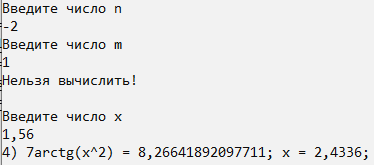 Введите число n
-2
Введите число m
1
Нельзя вычислить!
Введите число x
1,56
4) 7arctg(x^2) = 8,26641892097711; x = 2,4336;